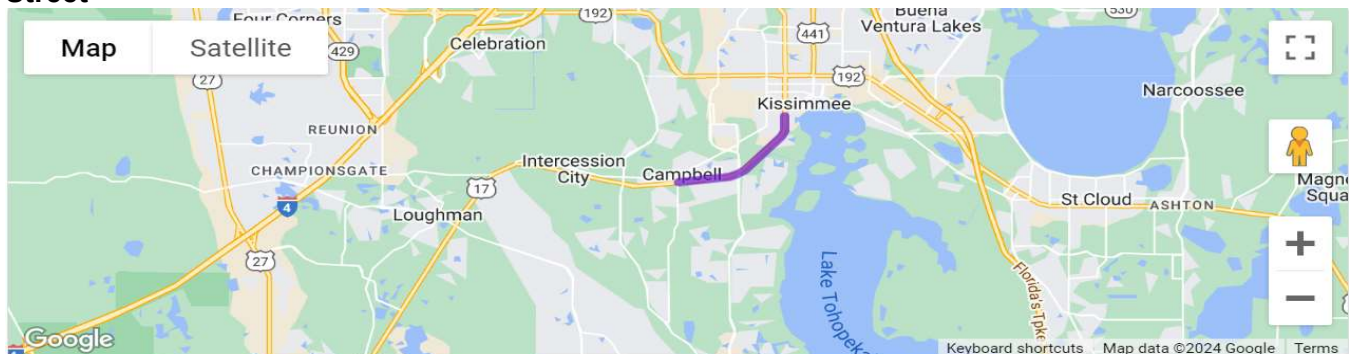 Street
Map
Satellite
Four Corners
429
27
Celebration
192
441
Buena
Ventura Lakes
530
192
Narcoossee
Kissimmee
REUNION
CHAMPIONSGATE
Intercession
City
Campbell
17
4
Loughman
27
St Cloud
ASHTON
Magn
Squa
Lake Tohopek
Florida's Tpke
192
Google
Keyboard shortcuts
Map data ©2024 Google
Terms